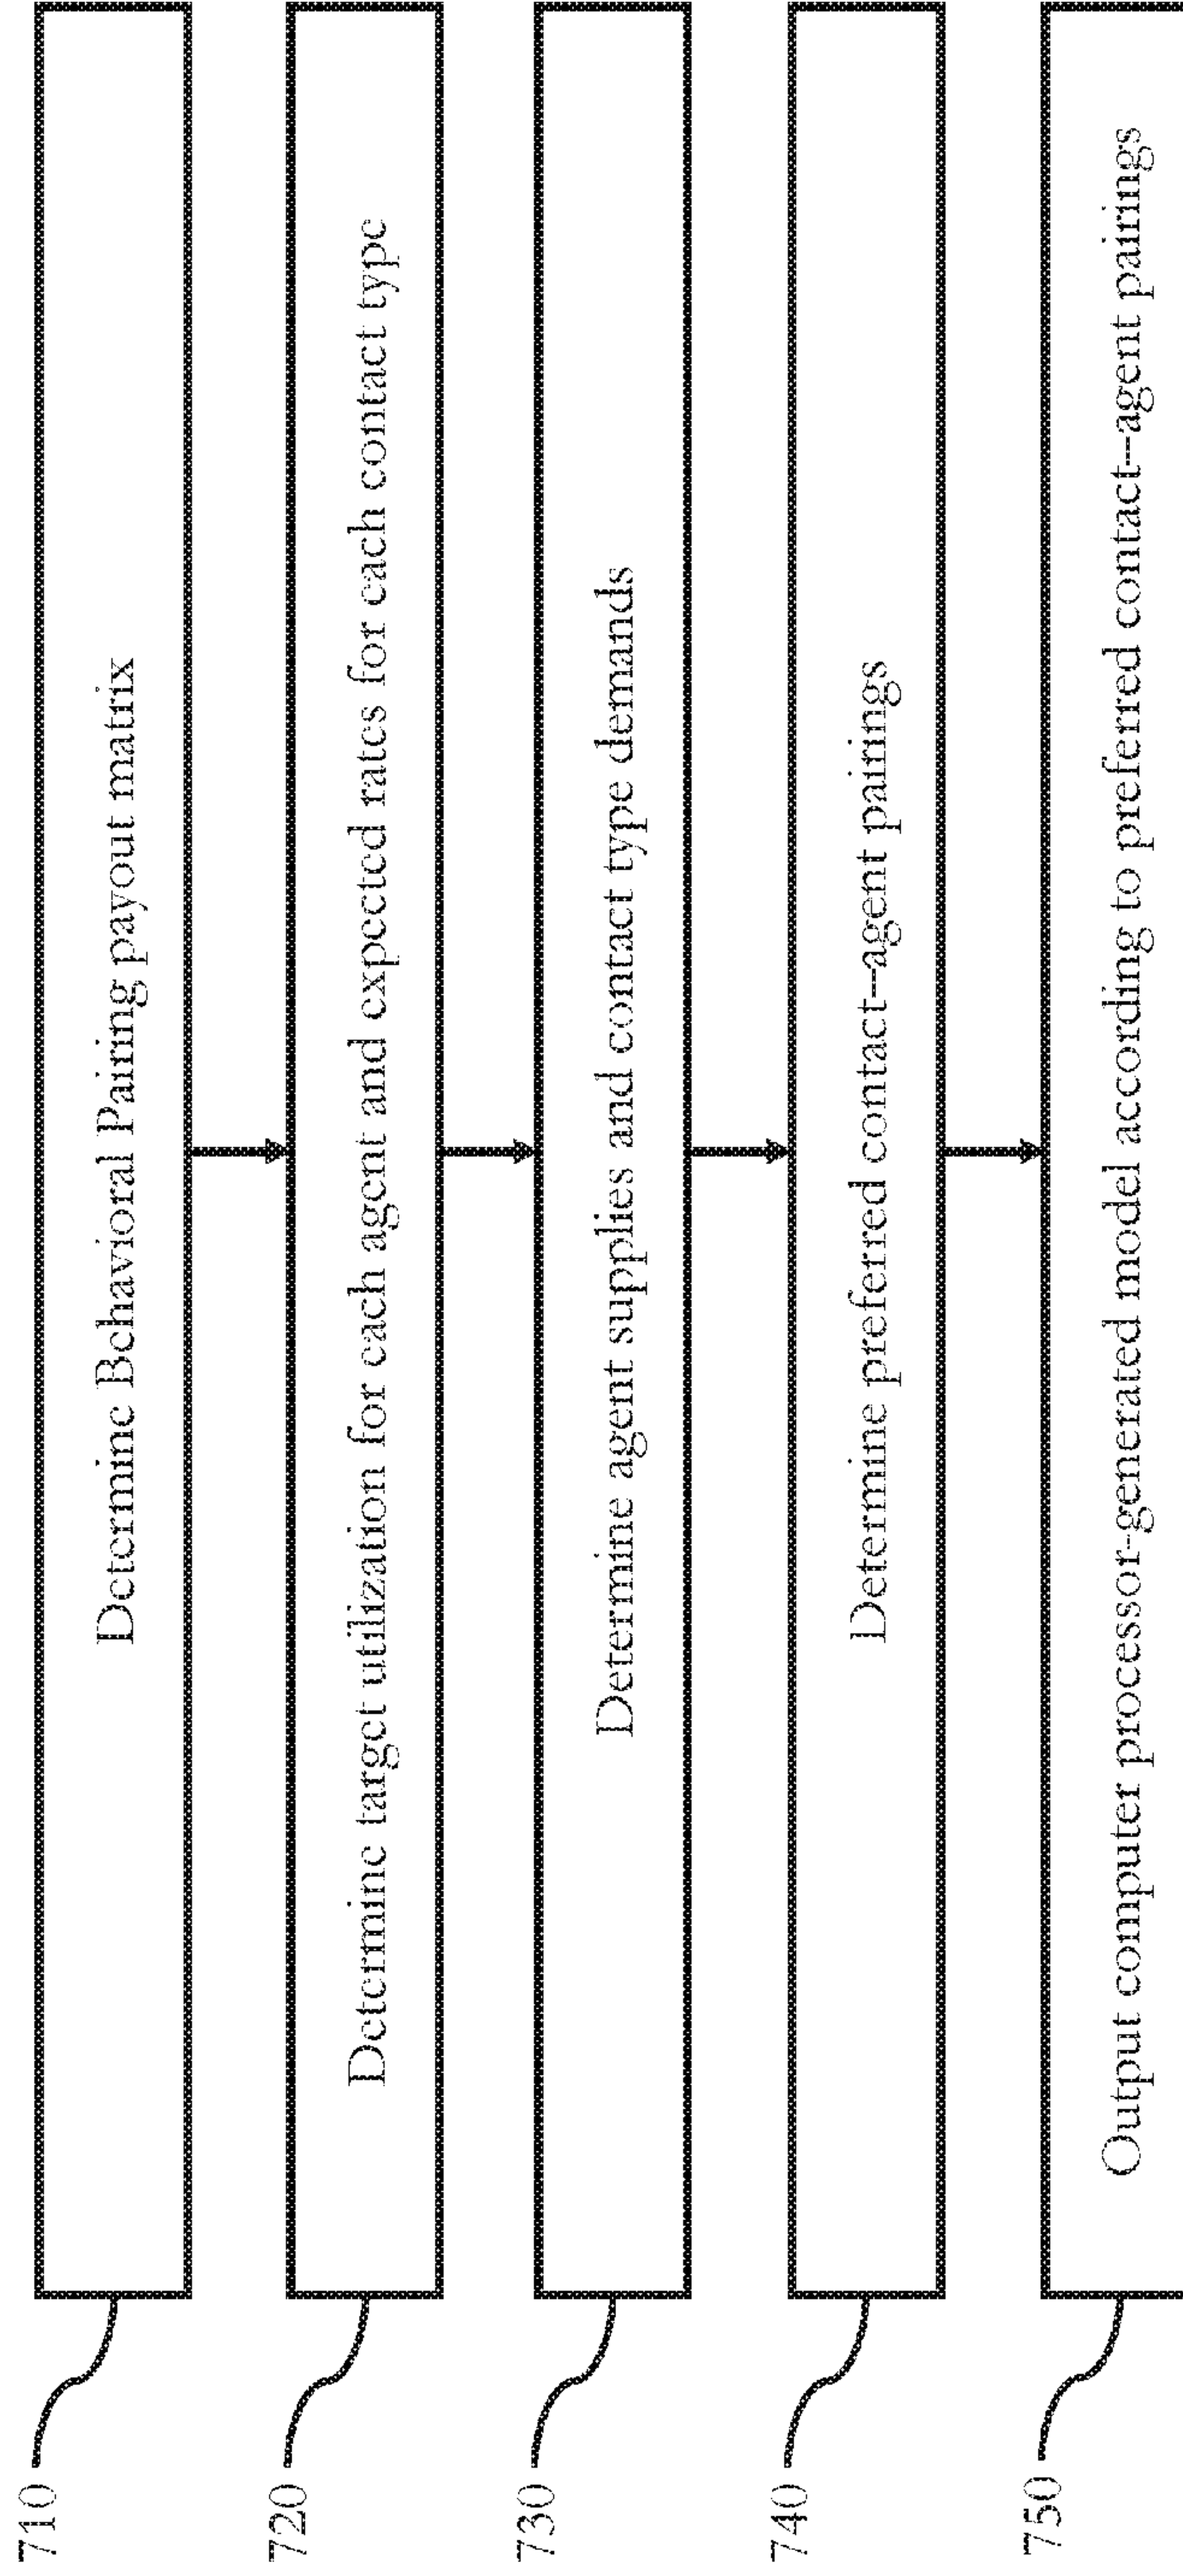 710
Determine Behavioral Pairing payout matrix
720
Determine target utilization for each agent and expected rates for each contact type
730
Determine agent supplies and contact type demands
740
Determine preferred contact–agent pairings
750
Output computer processor-generated model according to preferred contact–agent pairings